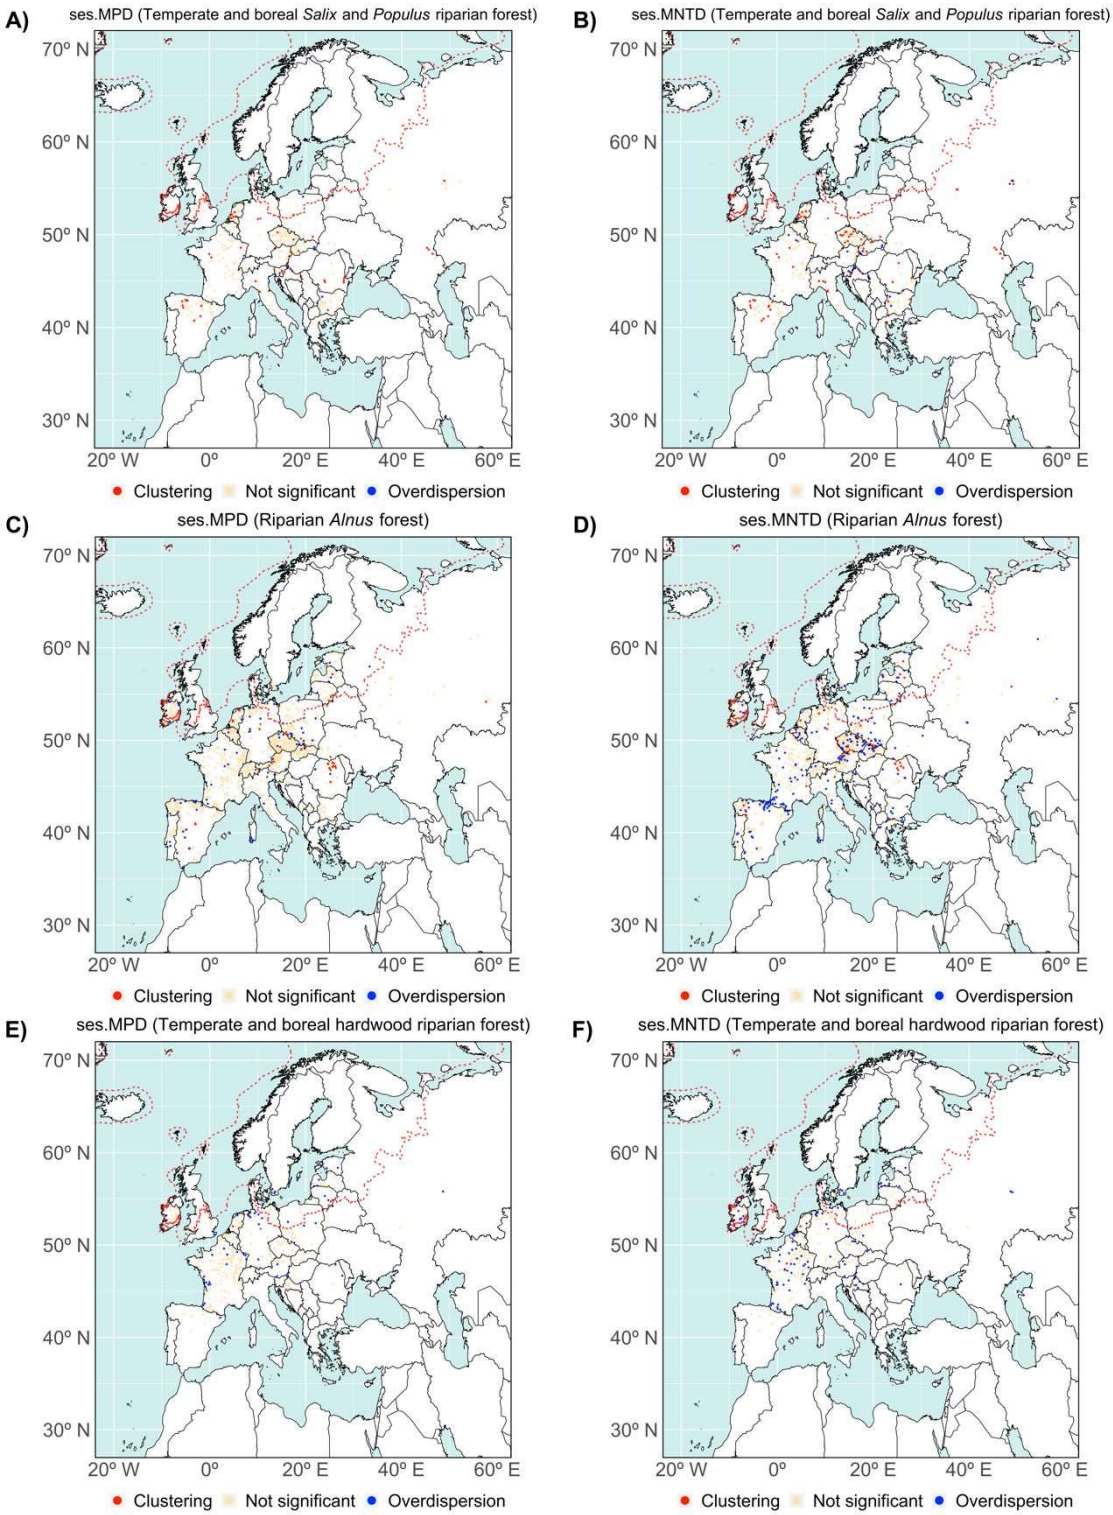 A) ses.MPD (Temperate and boreal Salix and Populus riparian forest)
70º N
60º N
50º N
40º N
30º N
20º W 0º 20º E 40º E 60º E
Clustering Not significant Overdispersion
B) ses.MNTD (Temperate and boreal Salix and Populus riparian forest)
70º N
60º N
50º N
40º N
30º N
20º W 0º 20º E 40º E 60º E
Clustering Not significant Overdispersion
C) ses.MPD (Riparian Alnus forest)
70º N
60º N
50º N
40º N
30º N
20º W 0º 20º E 40º E 60º E
Clustering Not significant Overdispersion
D) ses.MNTD (Riparian Alnus forest)
70º N
60º N
50º N
40º N
30º N
20º W 0º 20º E 40º E 60º E
Clustering Not significant Overdispersion
E) ses.MPD (Temperate and boreal hardwood riparian forest)
70º N
60º N
50º N
40º N
30º N
20º W 0º 20º E 40º E 60º E
Clustering Not significant Overdispersion
F) ses.MNTD (Temperate and boreal hardwood riparian forest)
70º N
60º N
50º N
40º N
30º N
20º W 0º 20º E 40º E 60º E
Clustering Not significant Overdispersion